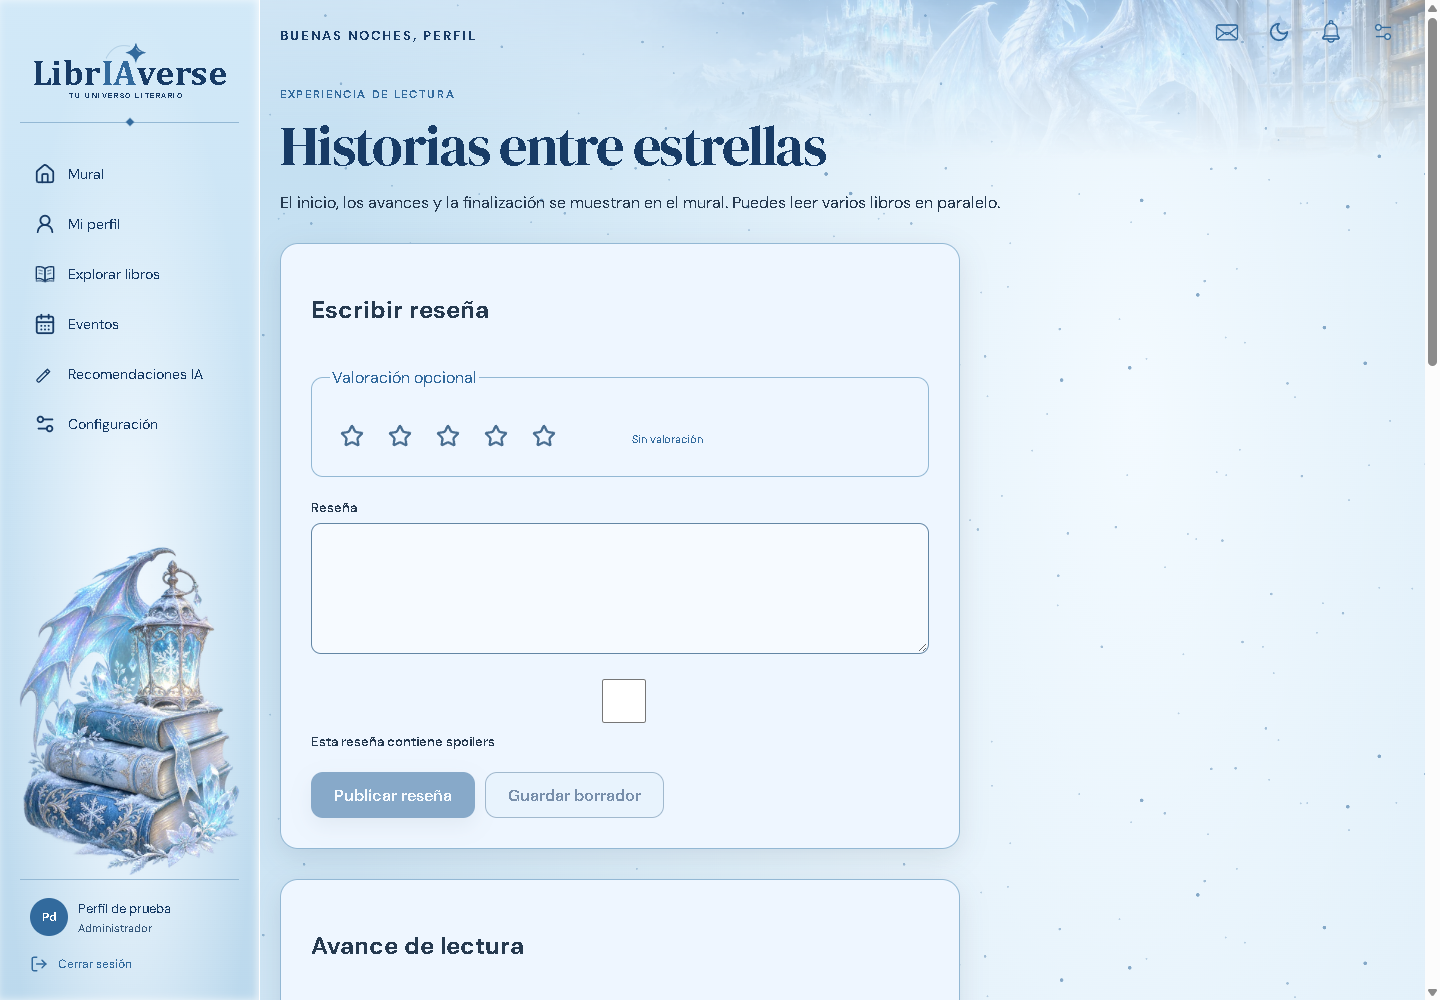 LibrIAverse
TU UNIVERSO LITERARIO
Mural
Mi perfil
Explorar libros
Eventos
Recomendaciones IA
Configuración
Pd
Perfil de prueba
Administrador
Cerrar sesión
BUENAS NOCHES, PERFIL
EXPERIENCIA DE LECTURA
Historias entre estrellas
El inicio, los avances y la finalización se muestran en el mural. Puedes leer varios libros en paralelo.
Escribir reseña
Valoración opcional
Sin valoración
Reseña
Esta reseña contiene spoilers
Publicar reseña
Guardar borrador
Avance de lectura